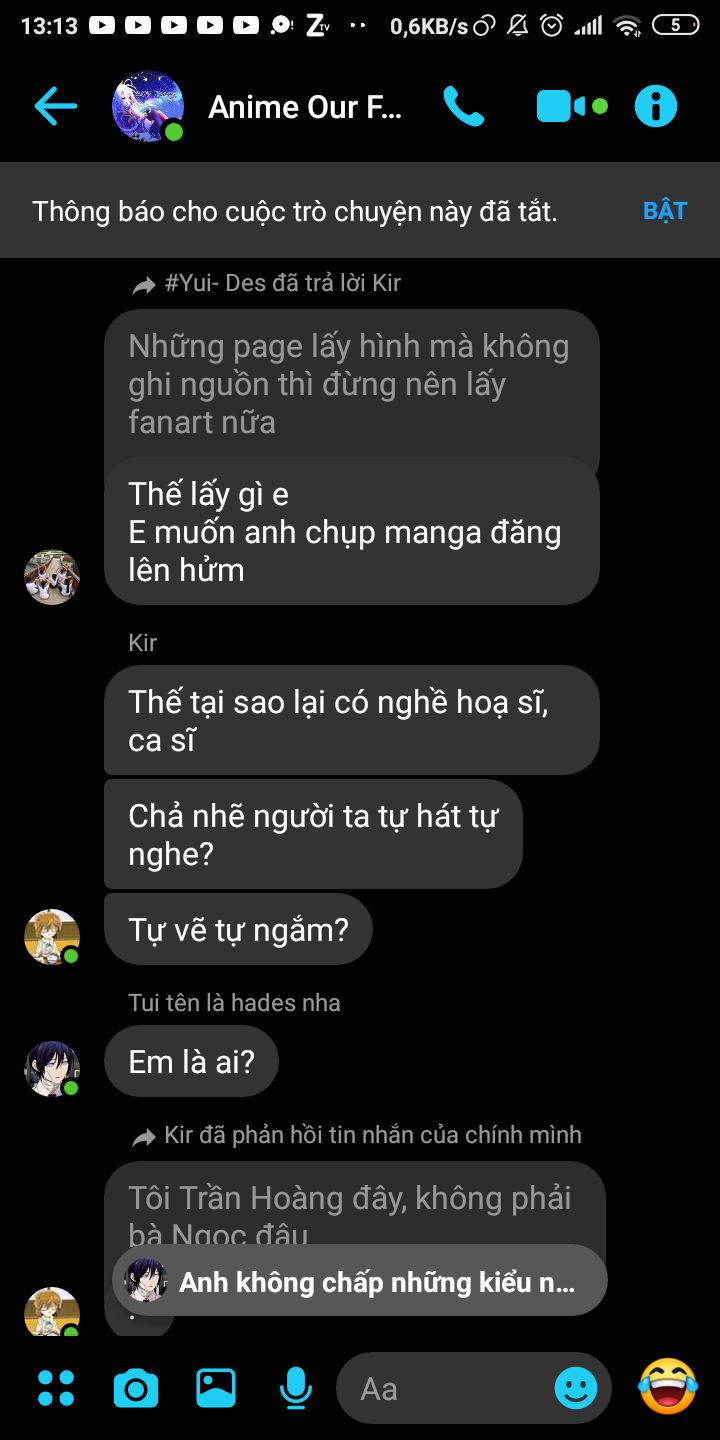 13:13
0,6KB/s
5
Anime Our F...
Thông báo cho cuộc trò chuyện này đã tắt.
BẬT
#Yui- Des đã trả lời Kir
Những page lấy hình mà không
ghi nguồn thì đừng nên lấy
fanart nữa
Thế lấy gì e
E muốn anh chụp manga đăng
lên hửm
Kir
Thế tại sao lại có nghề hoạ sĩ,
ca sĩ
Chả nhẽ người ta tự hát tự
nghe?
Tự vẽ tự ngắm?
Tui tên là hades nha
Em là ai?
Kir đã phản hồi tin nhắn của chính mình
Tôi Trần Hoàng đây, không phải
bà Ngọc đâu
Anh không chấp những kiểu n...
Aa